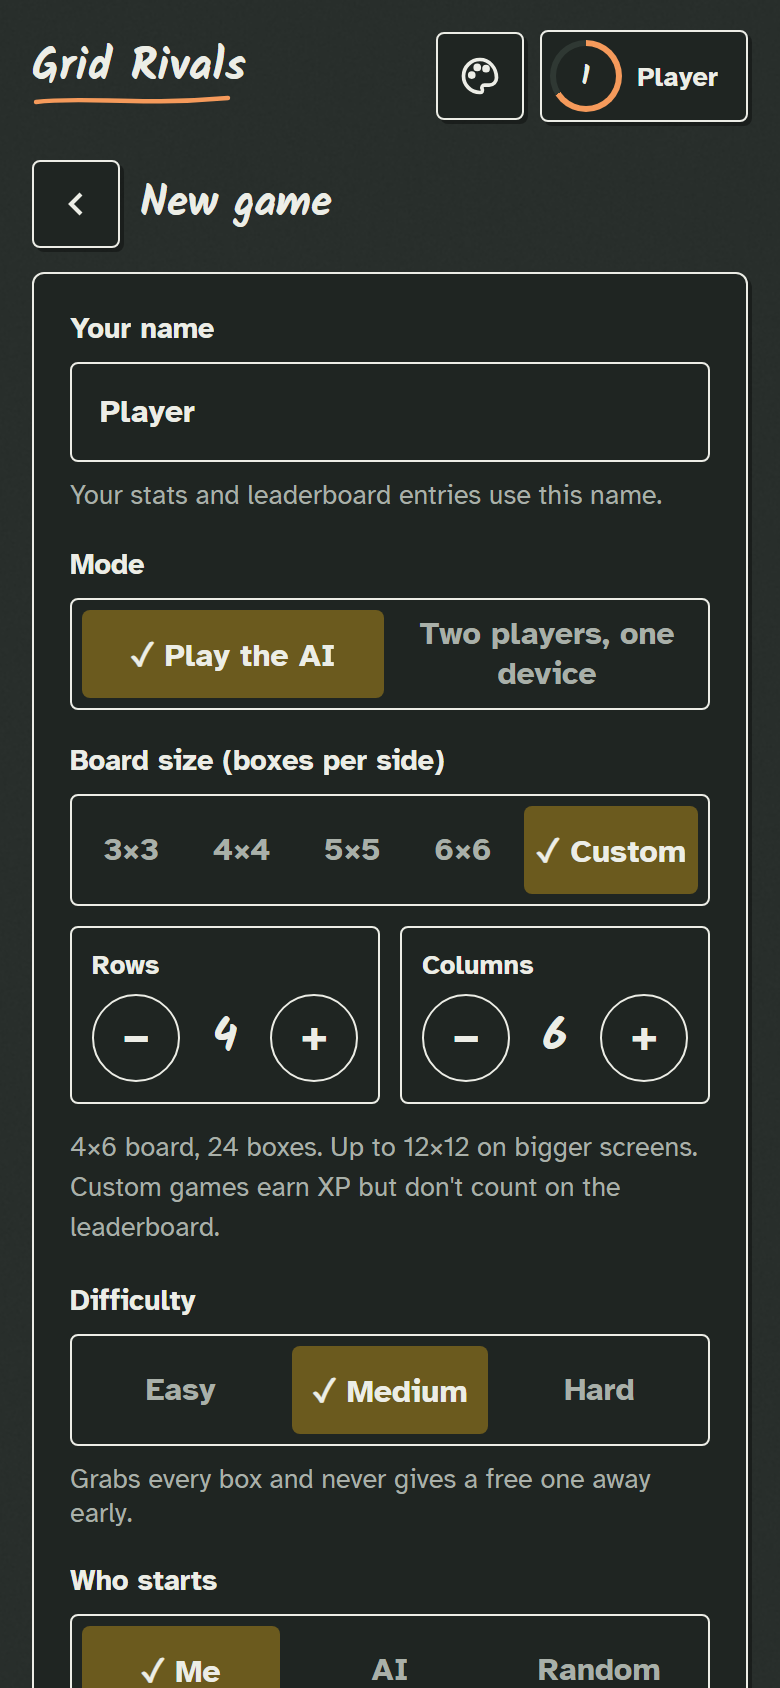 Grid Rivals
1
Player
New game
Your name
Player
Your stats and leaderboard entries use this name.
Mode
✓ Play the AI
Two players, one
device
Board size (boxes per side)
3×3 4×4 5×5 6×6 ✓ Custom
Rows
− 4 +
Columns
− 6 +
4×6 board, 24 boxes. Up to 12×12 on bigger screens.
Custom games earn XP but don't count on the
leaderboard.
Difficulty
Easy ✓ Medium Hard
Grabs every box and never gives a free one away
early.
Who starts
✓ Me AI Random